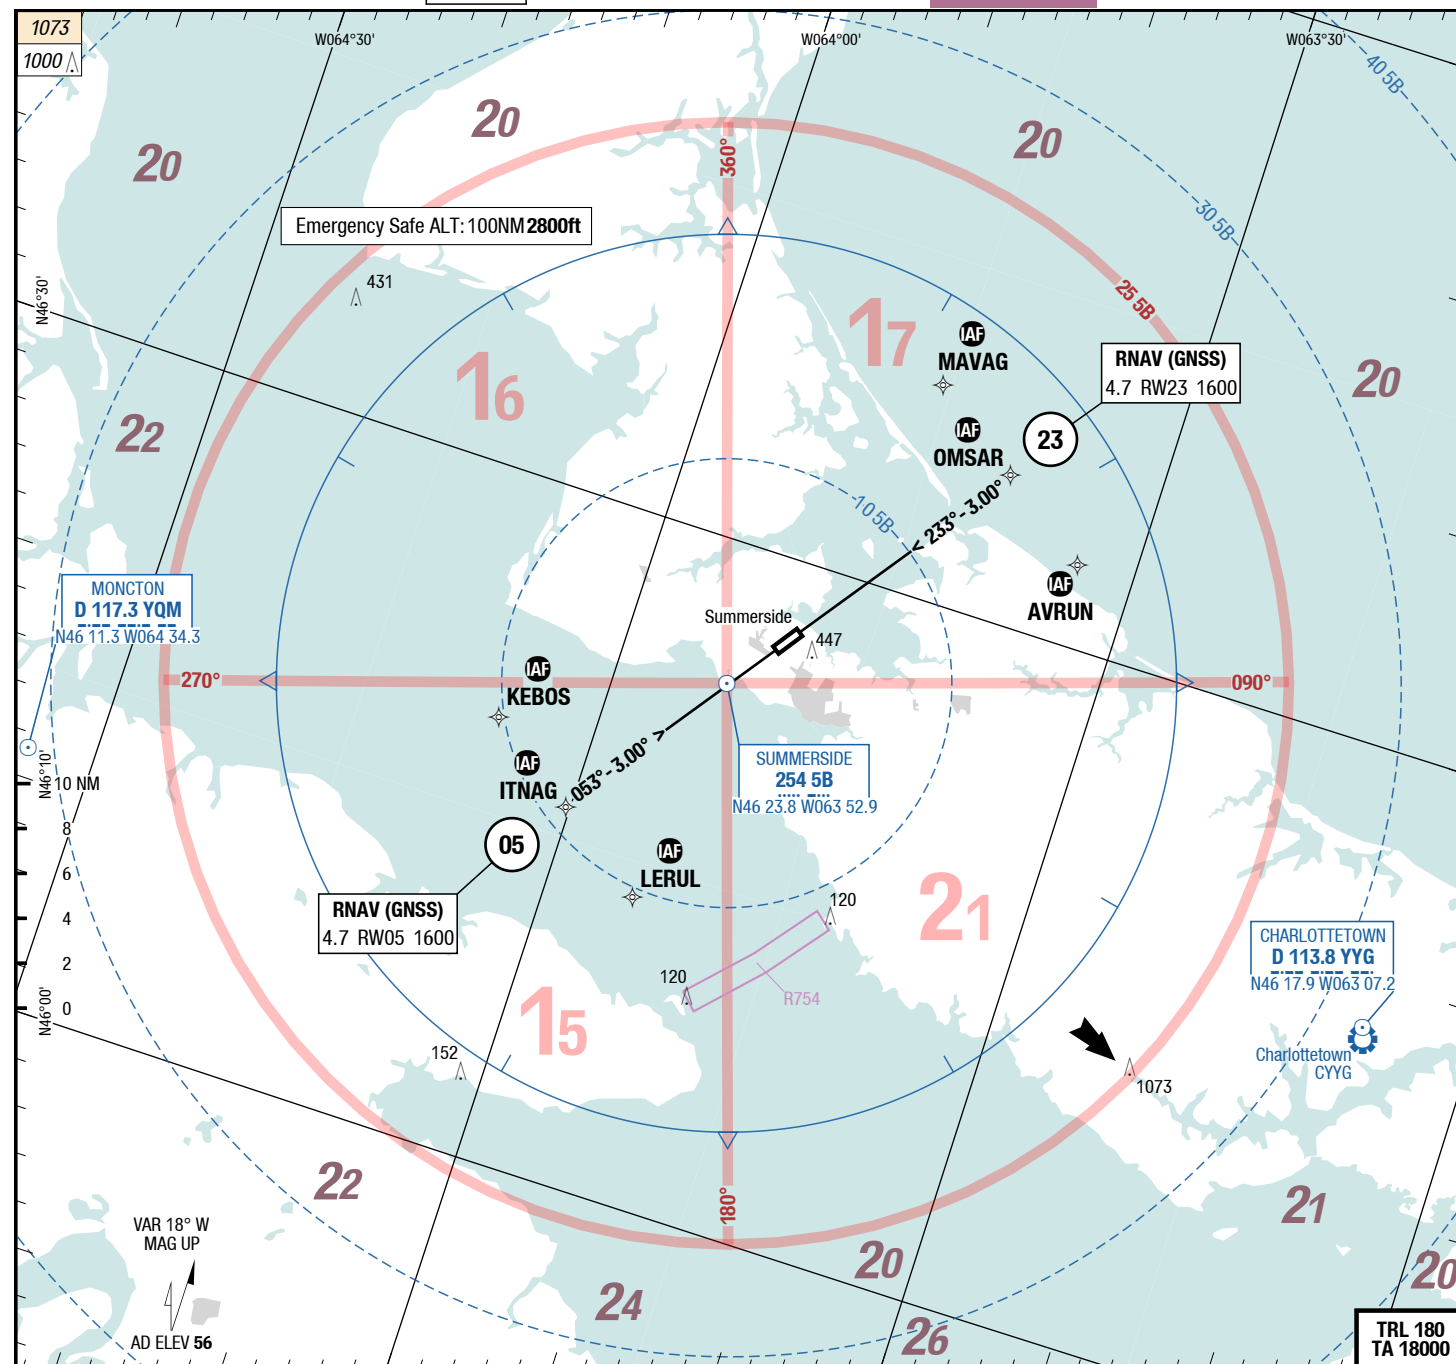 1073
1000
W064°30'
W064°00'
W063°30'
40 5B
20
20
20
360°
30 5B
Emergency Safe ALT: 100NM 2800ft
431
N46°30'
25 5B
17
IAF
MAVAG
RNAV (GNSS)
4.7 RW23 1600
16
20
22
IAF
OMSAR
23
10 5B
< 233° - 3.00°
MONCTON
D 117.3 YQM
N46 11.3 W064 34.3
IAF
AVRUN
Summerside
447
270°
IAF
KEBOS
090°
053° - 3.00° >
SUMMERSIDE
254 5B
N46 23.8 W063 52.9
IAF
ITNAG
N46°10'
10 NM
8
6
4
2
0
05
IAF
LERUL
RNAV (GNSS)
4.7 RW05 1600
21
120
CHARLOTTETOWN
D 113.8 YYG
N46 17.9 W063 07.2
120
R754
N46°00'
15
152
Charlottetown
CYYG
1073
22
180°
21
VAR 18° W
MAG UP
20
20
24
26
AD ELEV 56
TRL 180
TA 18000